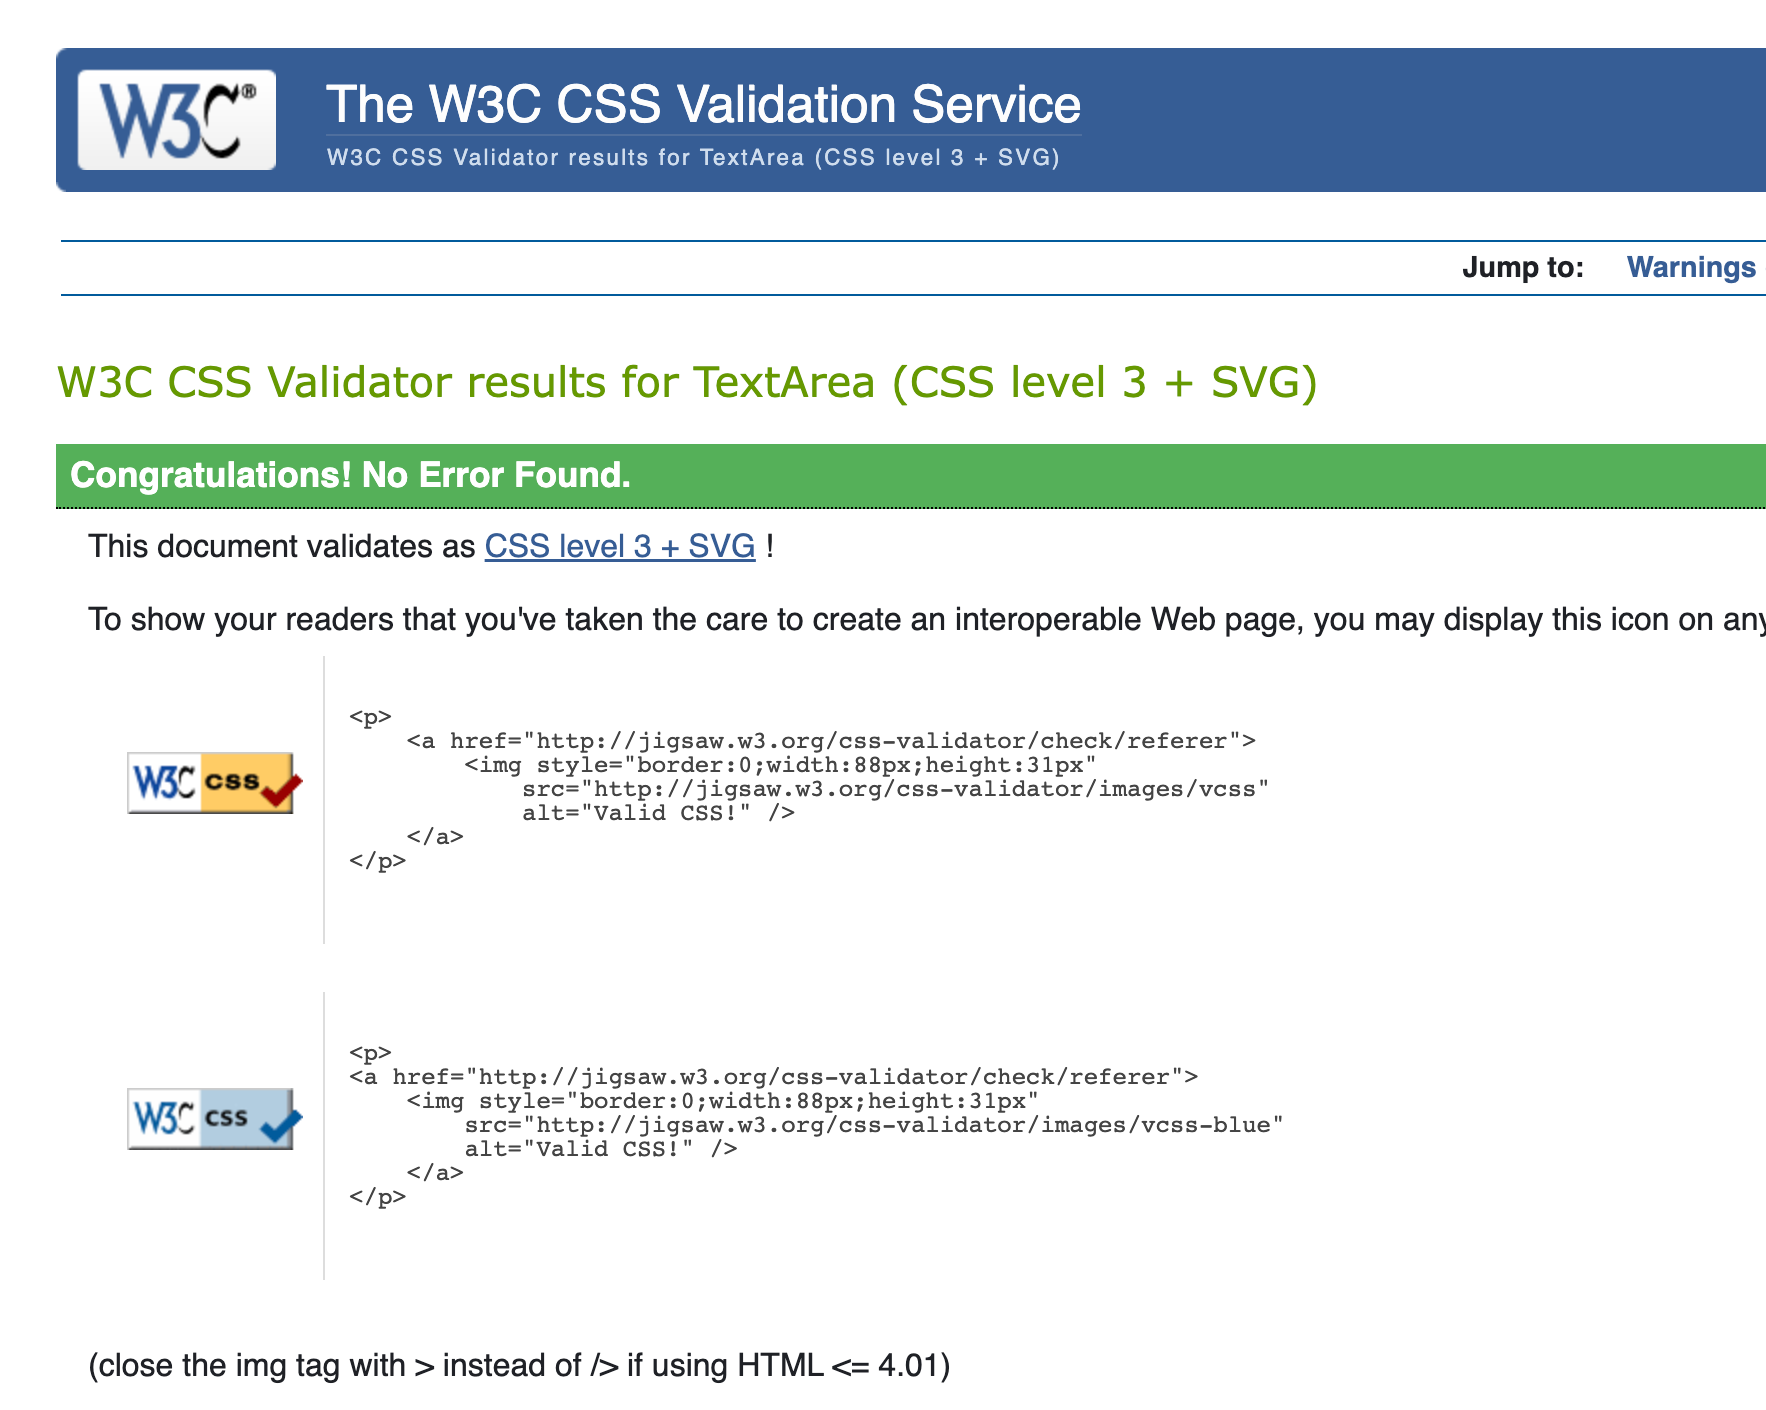 W3C®
The W3C CSS Validation Service
W3C CSS Validator results for TextArea (CSS level 3 + SVG)
Jump to: Warnings
W3C CSS Validator results for TextArea (CSS level 3 + SVG)
Congratulations! No Error Found.
This document validates as CSS level 3 + SVG !
To show your readers that you've taken the care to create an interoperable Web page, you may display this icon on any
<p>
<a href="http://jigsaw.w3.org/css-validator/check/referer">
<img style="border:0;width:88px;height:31px"
src="http://jigsaw.w3.org/css-validator/images/vcss"
alt="Valid CSS!" />
</a>
</p>
W3C css
<p>
<a href="http://jigsaw.w3.org/css-validator/check/referer">
<img style="border:0;width:88px;height:31px"
src="http://jigsaw.w3.org/css-validator/images/vcss-blue"
alt="Valid CSS!" />
</a>
</p>
W3C css
(close the img tag with > instead of /> if using HTML <= 4.01)